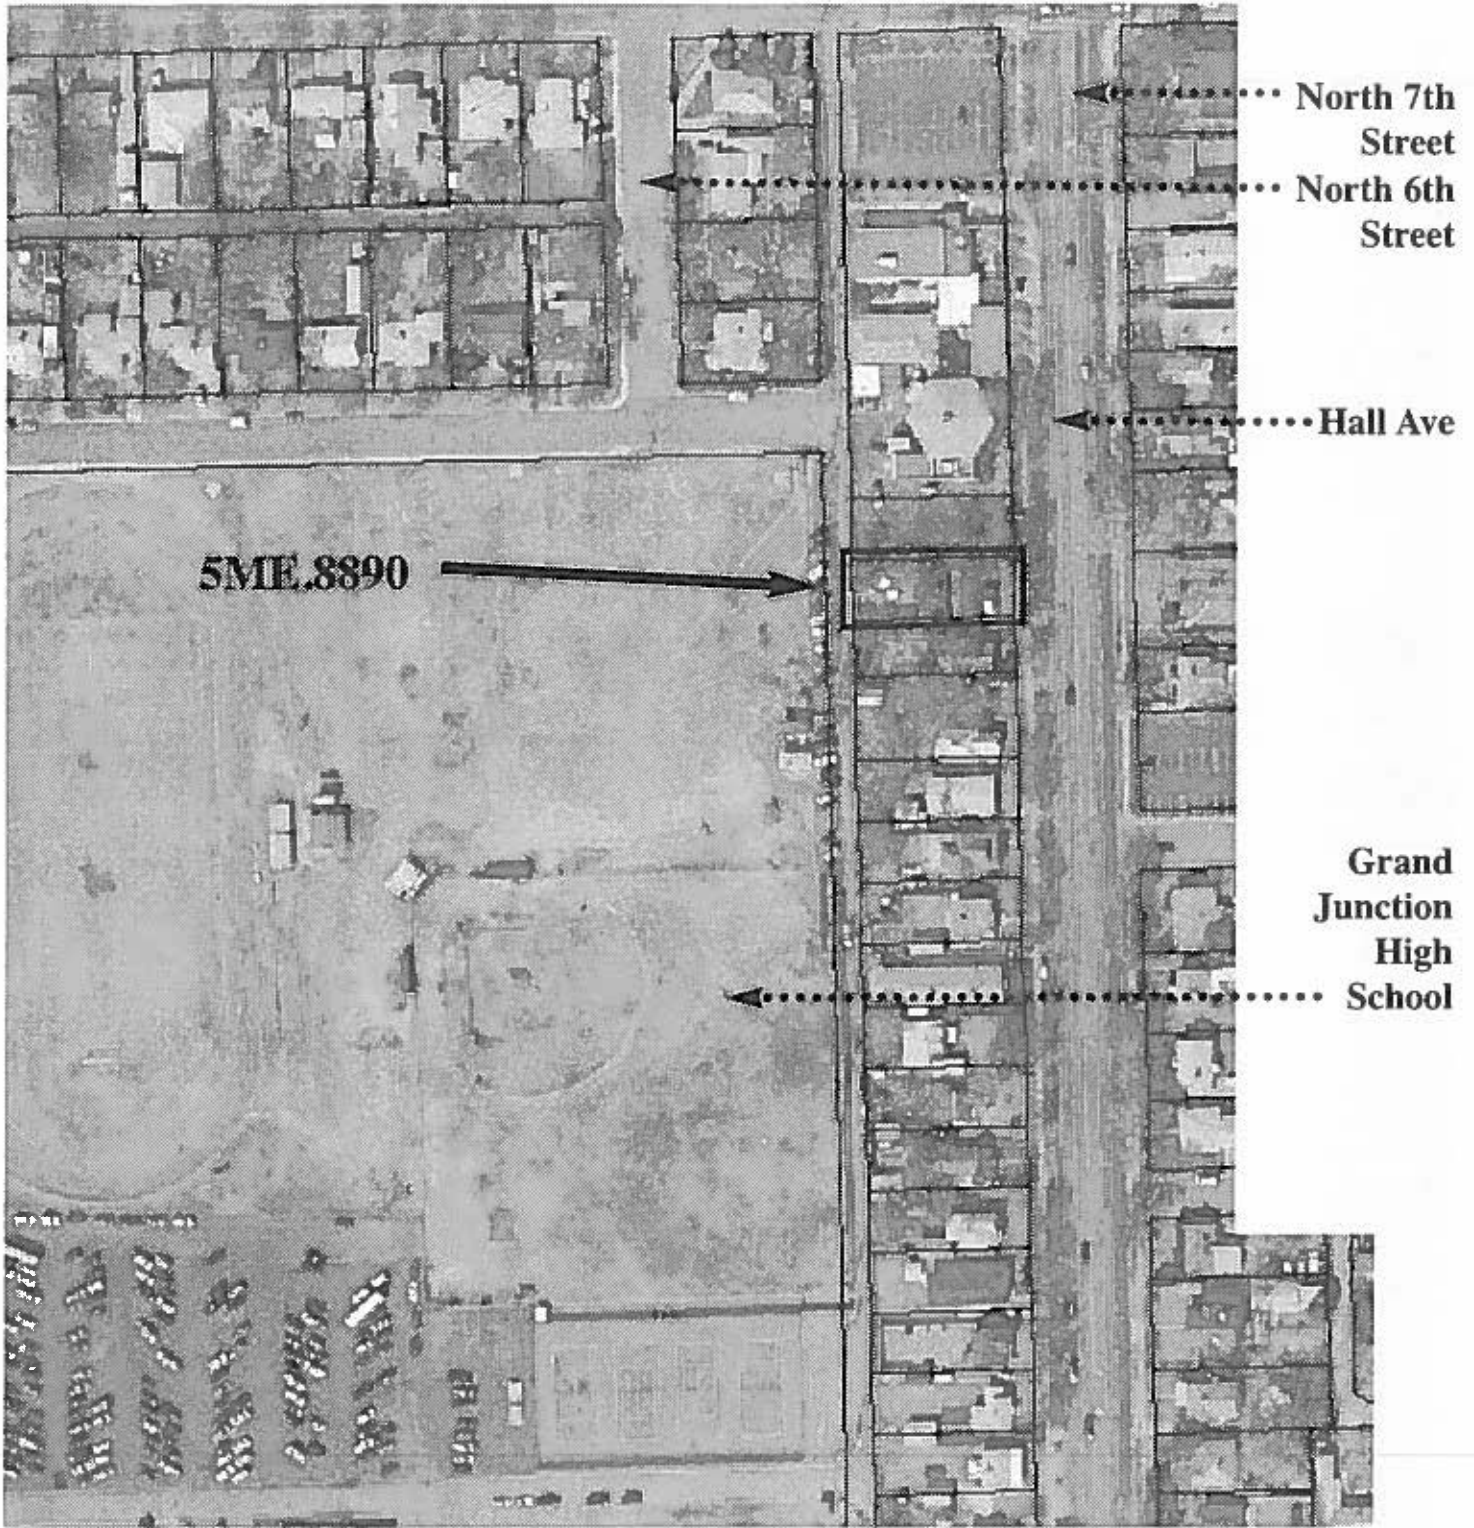 North 7th
Street
North 6th
Street
Hall Ave
5ME.8890
Grand
Junction
High
School